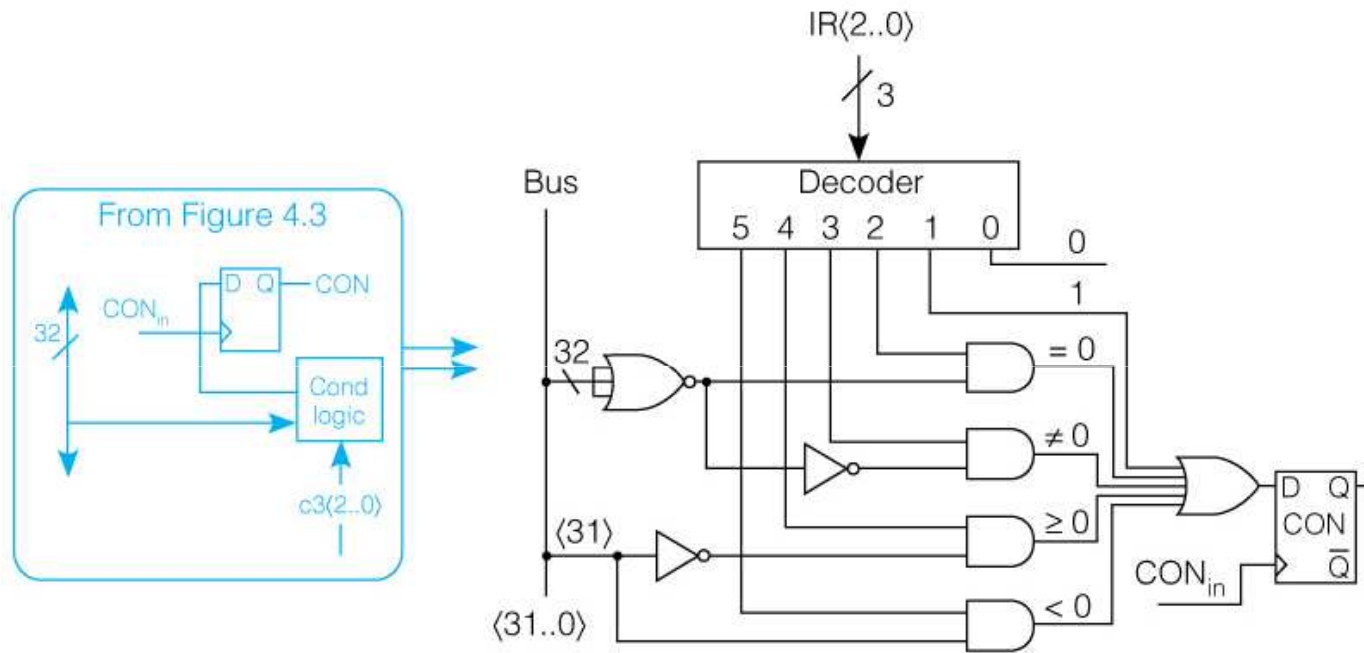 IR⟨2..0⟩
3
Bus
Decoder
5 4 3 2 1 0
0
1
From Figure 4.3
D Q
CON
CONin
32
Cond
logic
c3⟨2..0⟩
32
= 0
≠ 0
≥ 0
< 0
⟨31⟩
⟨31..0⟩
D Q
CON
Q̅
CONin